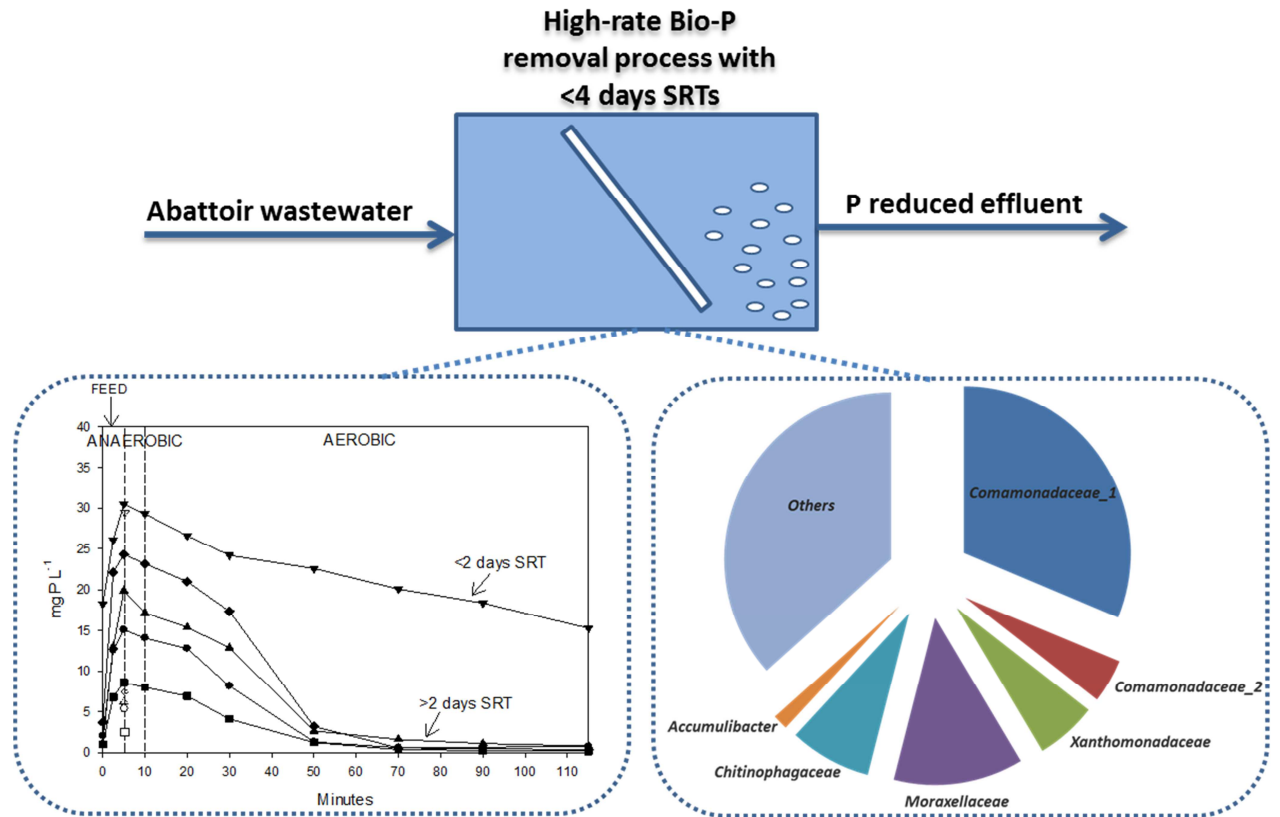 High-rate Bio-P
removal process with
<4 days SRTs
Abattoir wastewater
P reduced effluent
FEED
ANAEROBIC
AEROBIC
40
35
30
25
20
15
10
5
0
mg P L-1
<2 days SRT
>2 days SRT
0 10 20 30 40 50 60 70 80 90 100 110
Minutes
Others
Comamonadaceae_1
Comamonadaceae_2
Xanthomonadaceae
Moraxellaceae
Chitinophagaceae
Accumulibacter